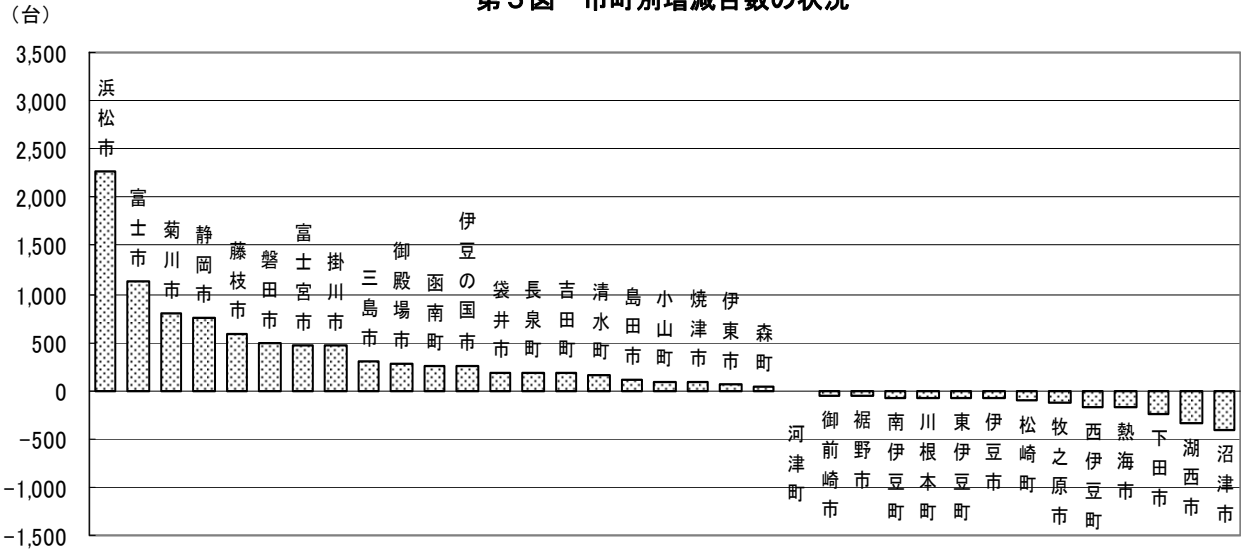 第３図　市町別増減台数の状況
（台）
3,500
3,000
2,500
2,000
1,500
1,000
500
0
-500
-1,000
-1,500
浜松市
富士市
菊川市
静岡市
藤枝市
磐田市
富士宮市
掛川市
三島市
御殿場市
函南町
伊豆の国市
袋井市
長泉町
吉田町
清水町
島田市
小山町
焼津市
伊東市
森町
河津町
御前崎市
裾野市
南伊豆町
川根本町
東伊豆町
伊豆市
松崎町
牧之原市
西伊豆町
熱海市
下田市
湖西市
沼津市